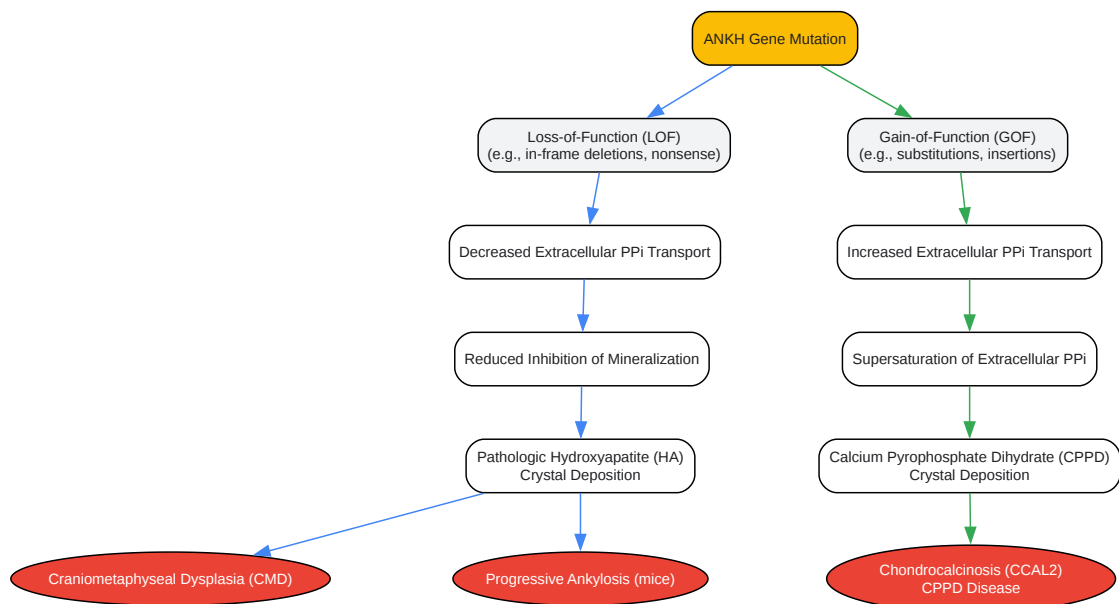 ANKH Gene Mutation
Loss-of-Function (LOF)
(e.g., in-frame deletions, nonsense)
Gain-of-Function (GOF)
(e.g., substitutions, insertions)
Decreased Extracellular PPi Transport
Increased Extracellular PPi Transport
Reduced Inhibition of Mineralization
Supersaturation of Extracellular PPi
Pathologic Hydroxyapatite (HA)
Crystal Deposition
Calcium Pyrophosphate Dihydrate (CPPD)
Crystal Deposition
Craniometaphyseal Dysplasia (CMD)
Progressive Ankylosis (mice)
Chondrocalcinosis (CCAL2)
CPPD Disease